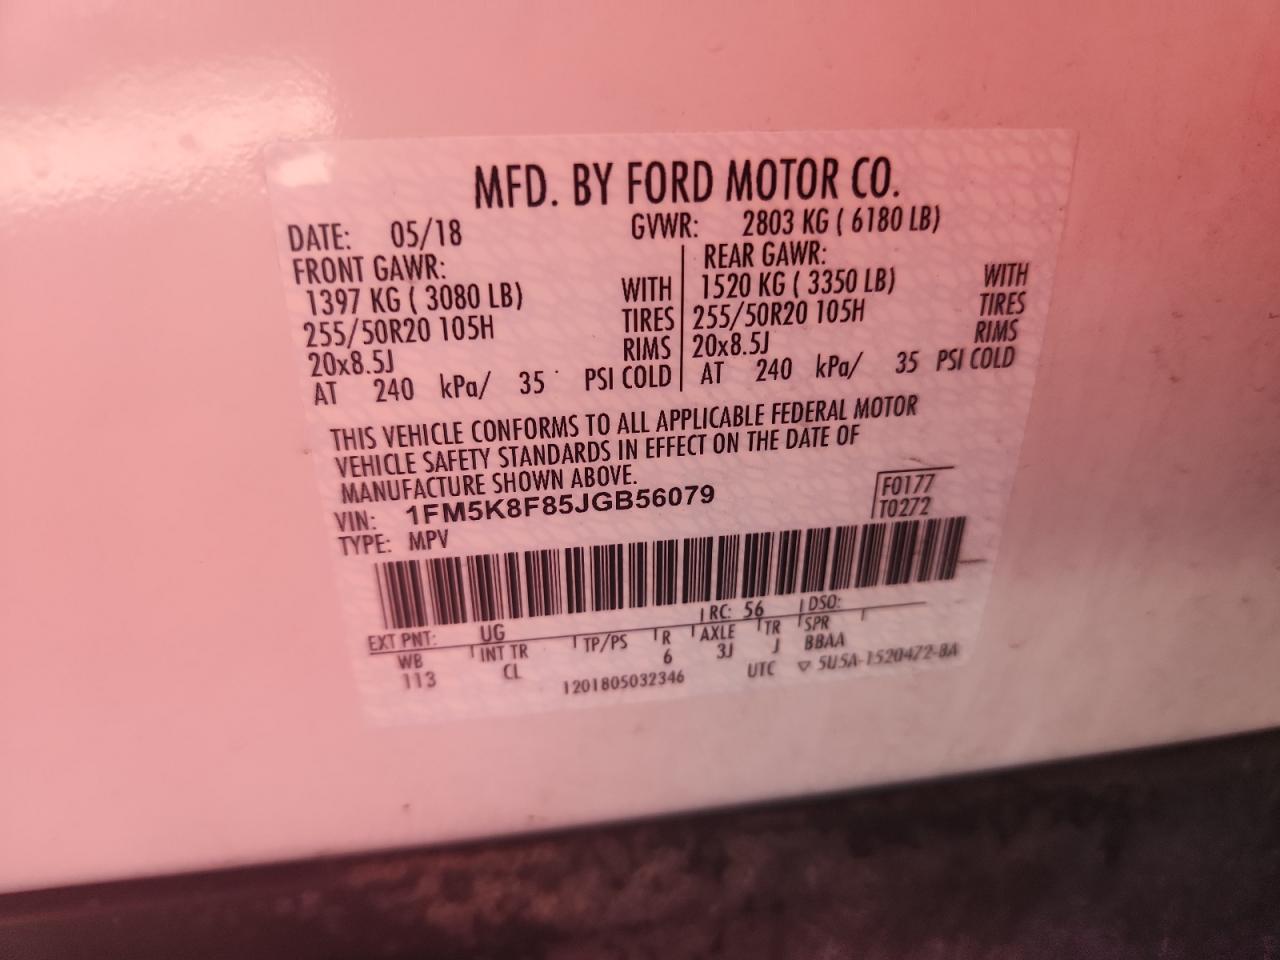 MFD. BY FORD MOTOR CO.
DATE: 05/18 GVWR: 2803 KG ( 6180 LB)
FRONT GAWR: REAR GAWR:
1397 KG ( 3080 LB) WITH 1520 KG ( 3350 LB) WITH
255/50R20 105H TIRES 255/50R20 105H TIRES
20x8.5J RIMS 20x8.5J RIMS
AT 240 kPa/ 35 PSI COLD AT 240 kPa/ 35 PSI COLD
THIS VEHICLE CONFORMS TO ALL APPLICABLE FEDERAL MOTOR
VEHICLE SAFETY STANDARDS IN EFFECT ON THE DATE OF
MANUFACTURE SHOWN ABOVE.
VIN: 1FM5K8F85JGB56079 F0177
TYPE: MPV T0272
EXT PNT: UG RC: 56 DSO:
WB INT TR TP/PS R AXLE TR SPR
113 CL 6 3J J BBAA
1201805032346 UTC ▽ 5U5A-1520472-BA